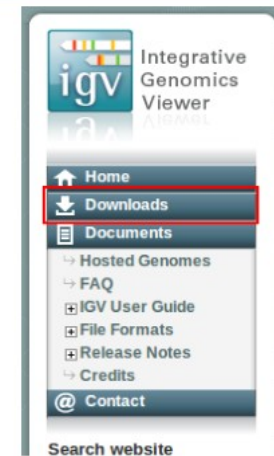 igv
Integrative
Genomics
Viewer
Home
Downloads
Documents
Hosted Genomes
FAQ
IGV User Guide
File Formats
Release Notes
Credits
@ Contact
Search website